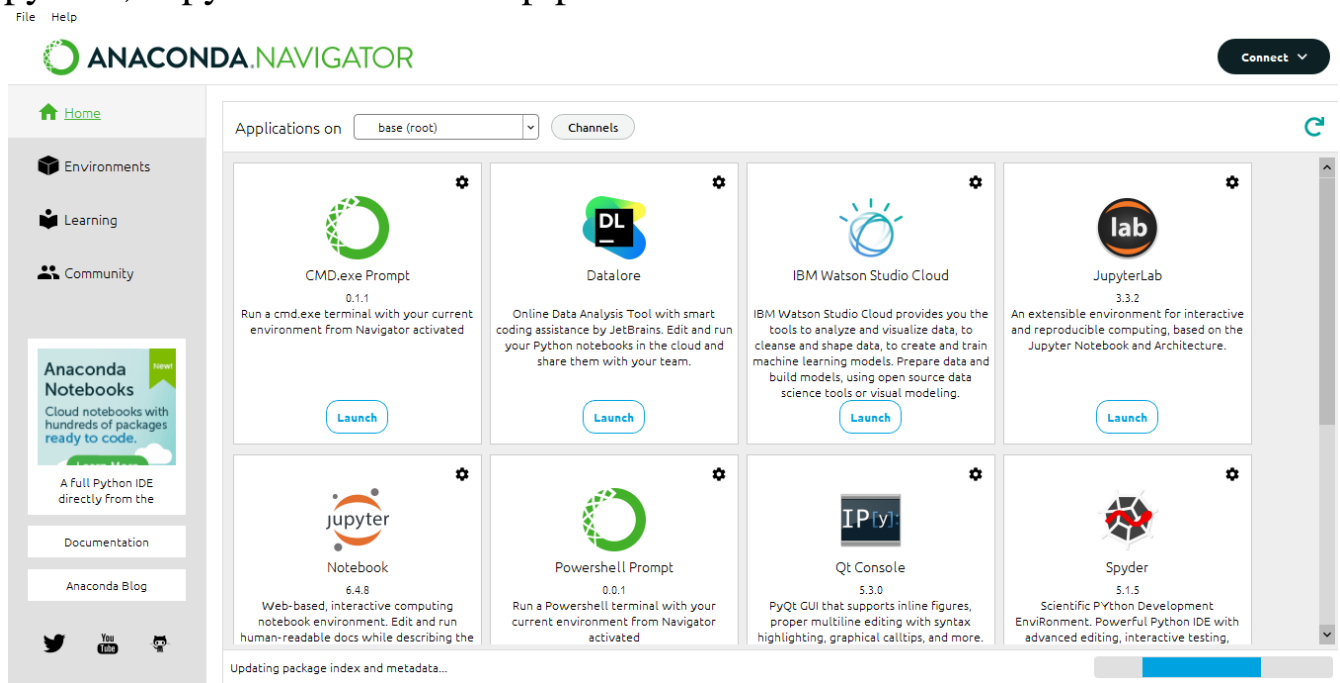 File Help
ANACONDA.NAVIGATOR
Connect
Home
Environments
Learning
Community
Anaconda
Notebooks
New!
Cloud notebooks with
hundreds of packages
ready to code.
A full Python IDE
directly from the
Documentation
Anaconda Blog
You
Tube
Applications on base (root) Channels
CMD.exe Prompt
0.1.1
Run a cmd.exe terminal with your current
environment from Navigator activated
Launch
DL
Datalore
Online Data Analysis Tool with smart
coding assistance by JetBrains. Edit and run
your Python notebooks in the cloud and
share them with your team.
Launch
IBM Watson Studio Cloud
IBM Watson Studio Cloud provides you the
tools to analyze and visualize data, to
cleanse and shape data, to create and train
machine learning models. Prepare data and
build models, using open source data
science tools or visual modeling.
Launch
lab
JupyterLab
3.3.2
An extensible environment for interactive
and reproducible computing, based on the
Jupyter Notebook and Architecture.
Launch
jupyter
Notebook
6.4.8
Web-based, interactive computing
notebook environment. Edit and run
human-readable docs while describing the
Powershell Prompt
0.0.1
Run a Powershell terminal with your
current environment from Navigator
activated
IP[y]:
Qt Console
5.3.0
PyQt GUI that supports inline figures,
proper multiline editing with syntax
highlighting, graphical calltips, and more.
Spyder
5.1.5
Scientific PYthon Development
EnviRonment. Powerful Python IDE with
advanced editing, interactive testing,
Updating package index and metadata...